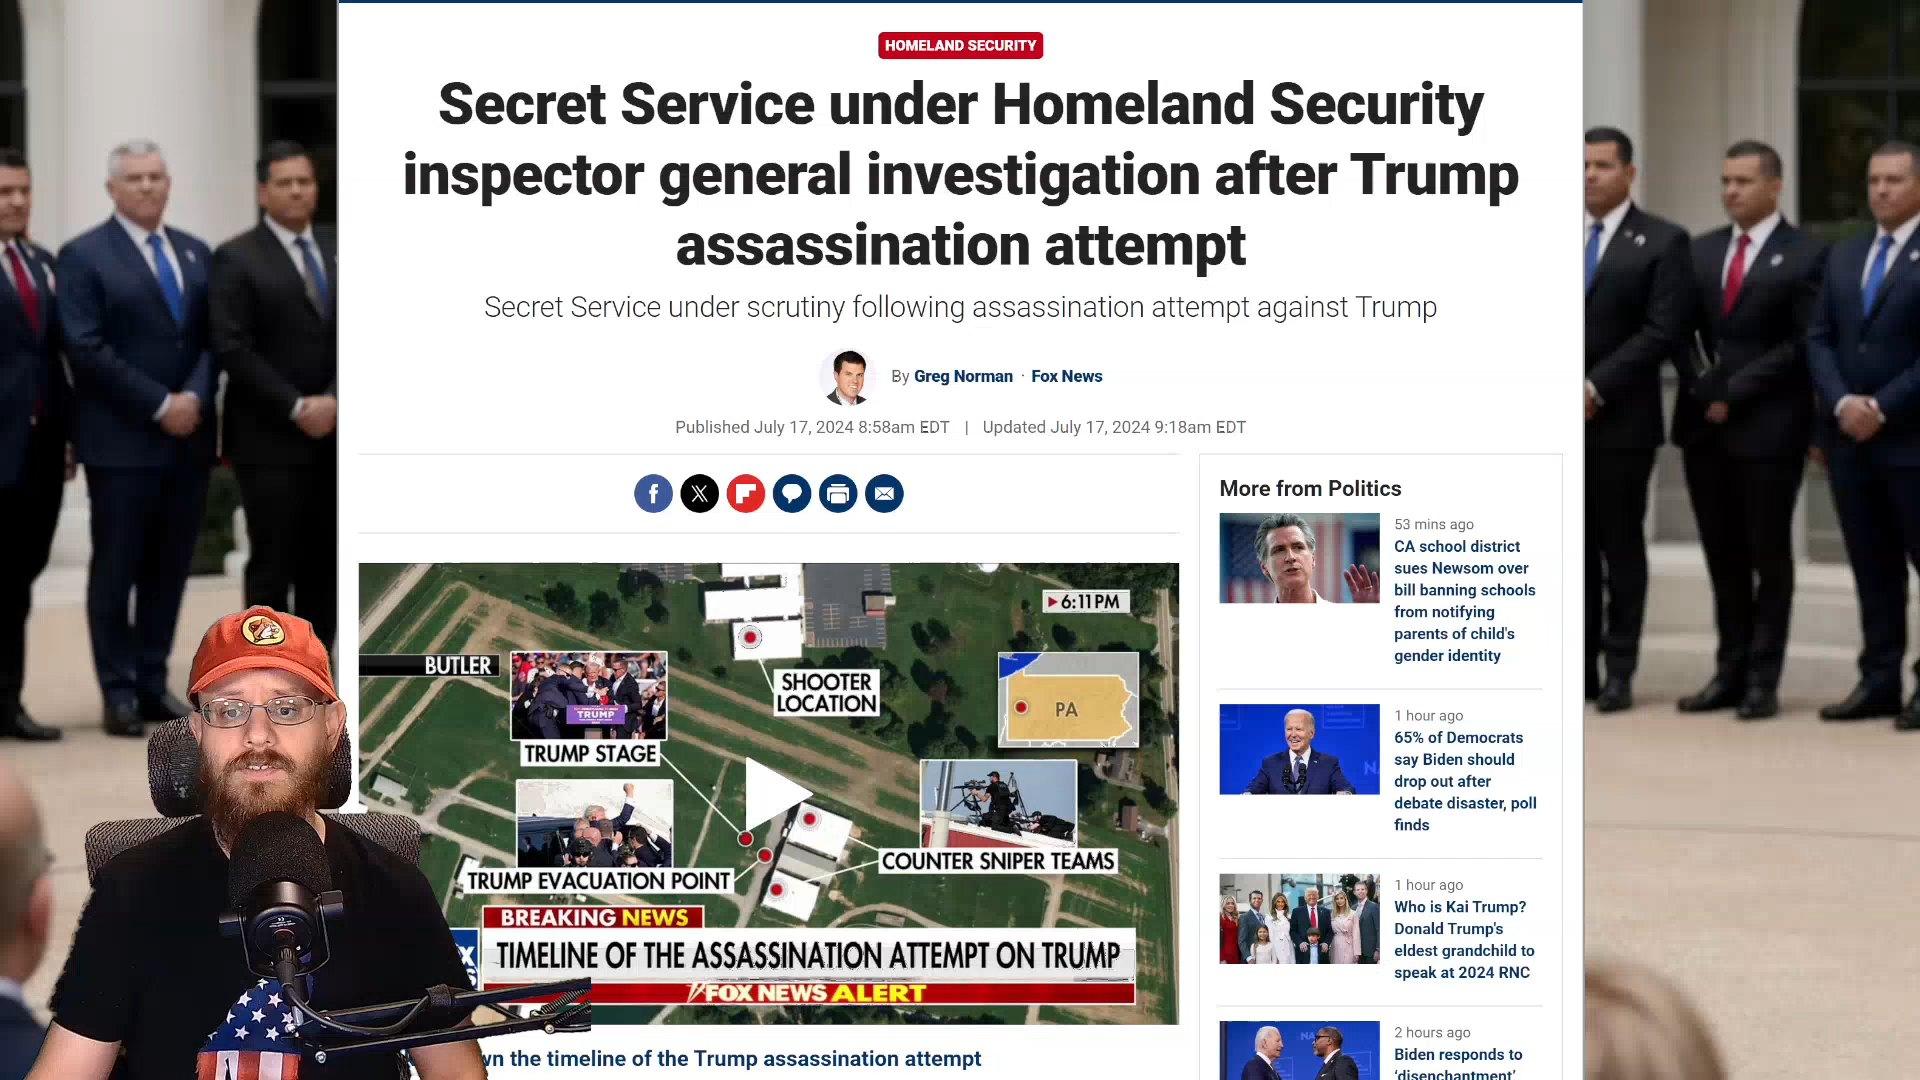 HOMELAND SECURITY
Secret Service under Homeland Security
inspector general investigation after Trump
assassination attempt
Secret Service under scrutiny following assassination attempt against Trump
By Greg Norman · Fox News
Published July 17, 2024 8:58am EDT | Updated July 17, 2024 9:18am EDT
6:11 PM
BUTLER
TRUMP
SHOOTER
LOCATION
PA
TRUMP STAGE
COUNTER SNIPER TEAMS
TRUMP EVACUATION POINT
BREAKING NEWS
TIMELINE OF THE ASSASSINATION ATTEMPT ON TRUMP
FOX NEWS ALERT
wn the timeline of the Trump assassination attempt
More from Politics
53 mins ago
CA school district
sues Newsom over
bill banning schools
from notifying
parents of child's
gender identity
1 hour ago
65% of Democrats
say Biden should
drop out after
debate disaster, poll
finds
1 hour ago
Who is Kai Trump?
Donald Trump's
eldest grandchild to
speak at 2024 RNC
2 hours ago
Biden responds to
'disenchantment'